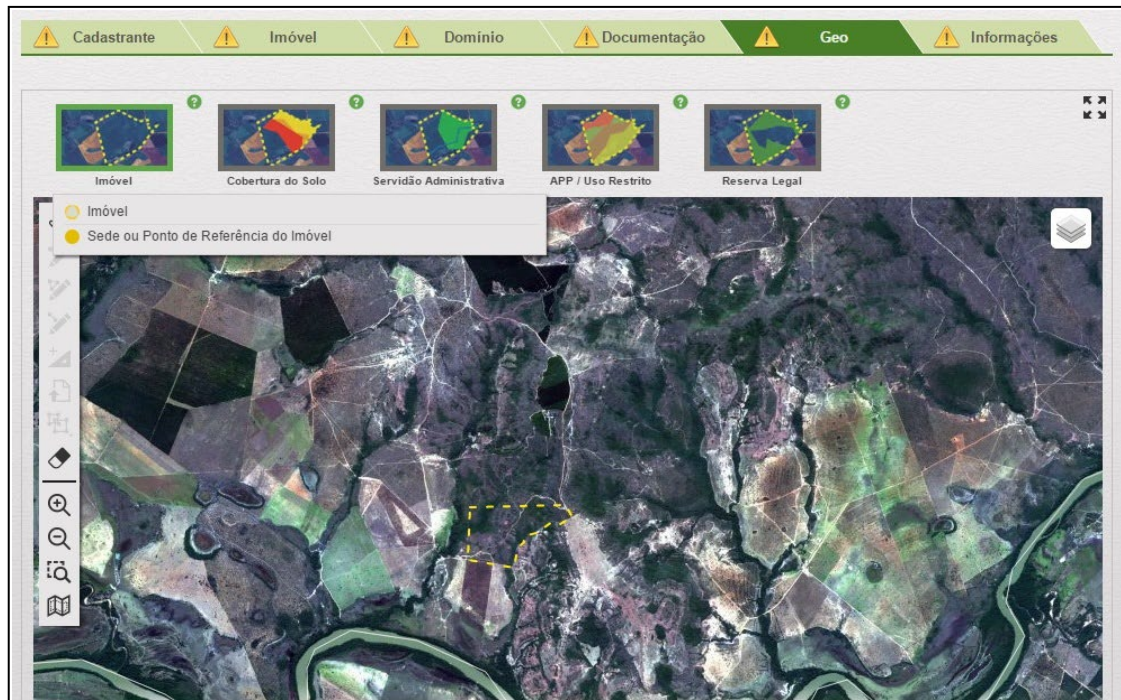 Cadastrante Imóvel Domínio Documentação Geo Informações
Imóvel Cobertura do Solo Servidão Administrativa APP / Uso Restrito Reserva Legal
Imóvel
Sede ou Ponto de Referência do Imóvel